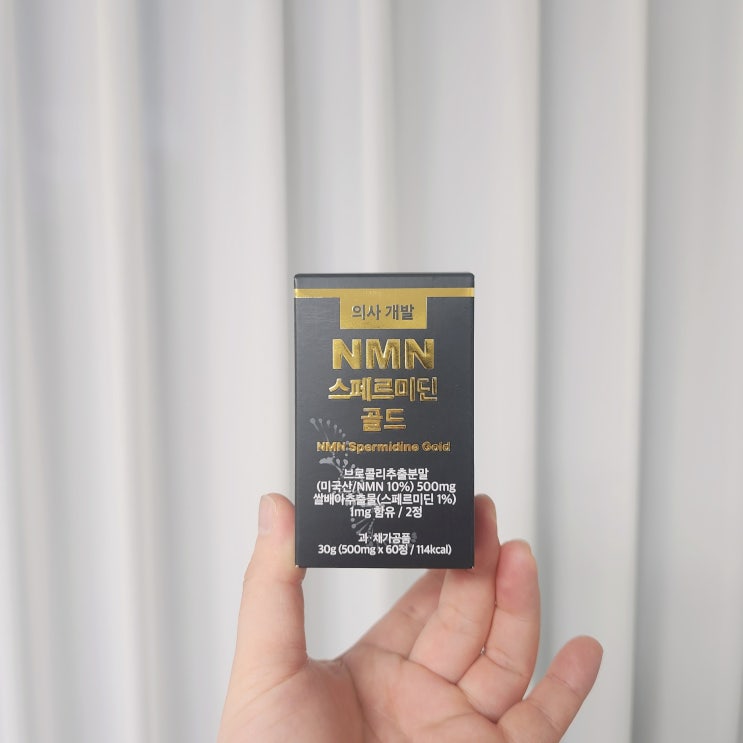 의사 개발
NMN
스페르미딘
골드
NMN Spermidine Gold
브로콜리추출분말
(미국산/NMN 10%) 500mg
쌀배아추출물(스페르미딘 1%)
1mg 함유 / 2정
과·채가공품
30g (500mg x 60정 / 114kcal)